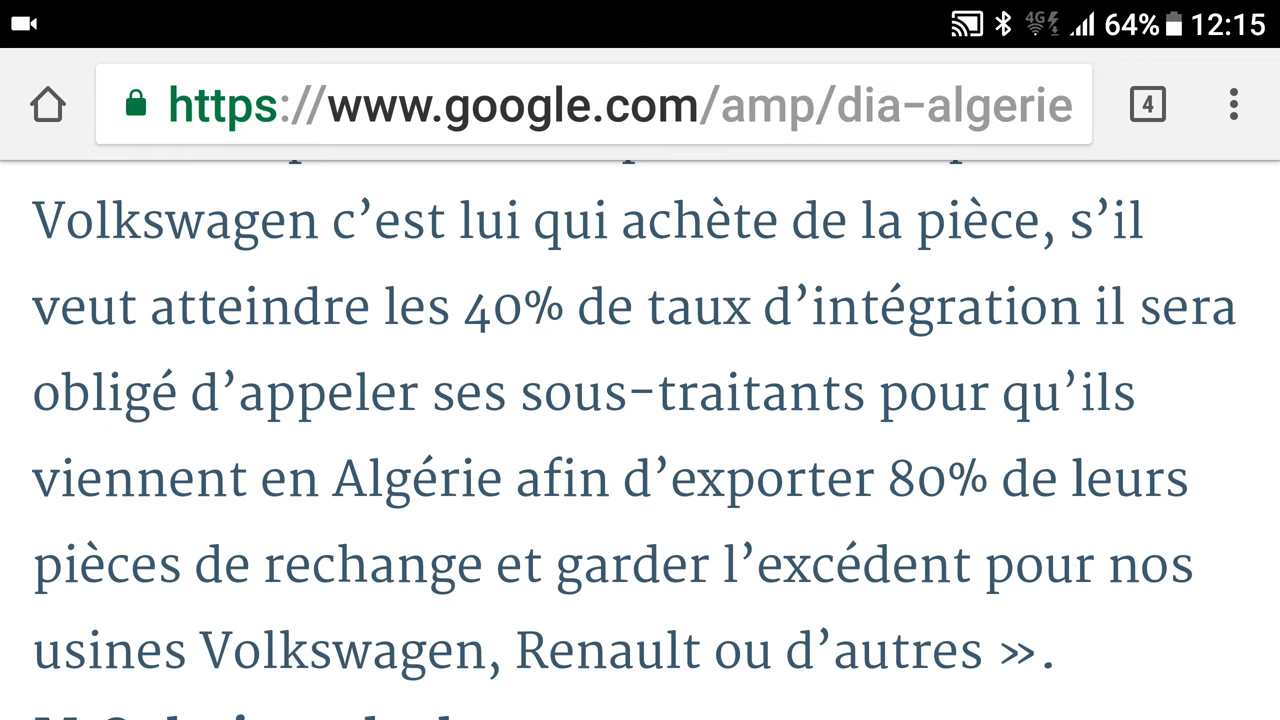 64% 12:15
https://www.google.com/amp/dia-algerie
4
Volkswagen c’est lui qui achète de la pièce, s’il
veut atteindre les 40% de taux d’intégration il sera
obligé d’appeler ses sous-traitants pour qu’ils
viennent en Algérie afin d’exporter 80% de leurs
pièces de rechange et garder l’excédent pour nos
usines Volkswagen, Renault ou d’autres ».